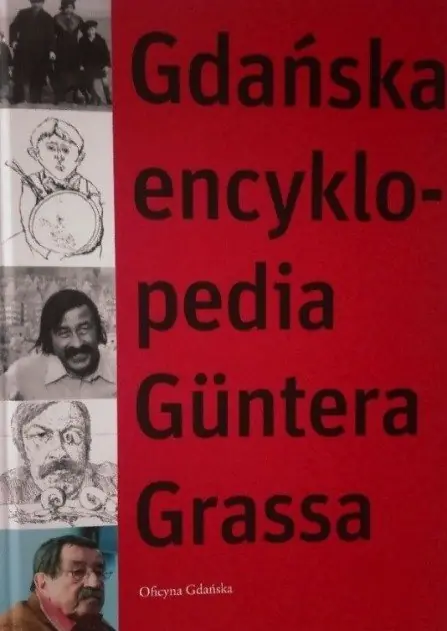 Gdańska
encyklo-
pedia
Güntera
Grassa
Oficyna Gdańska